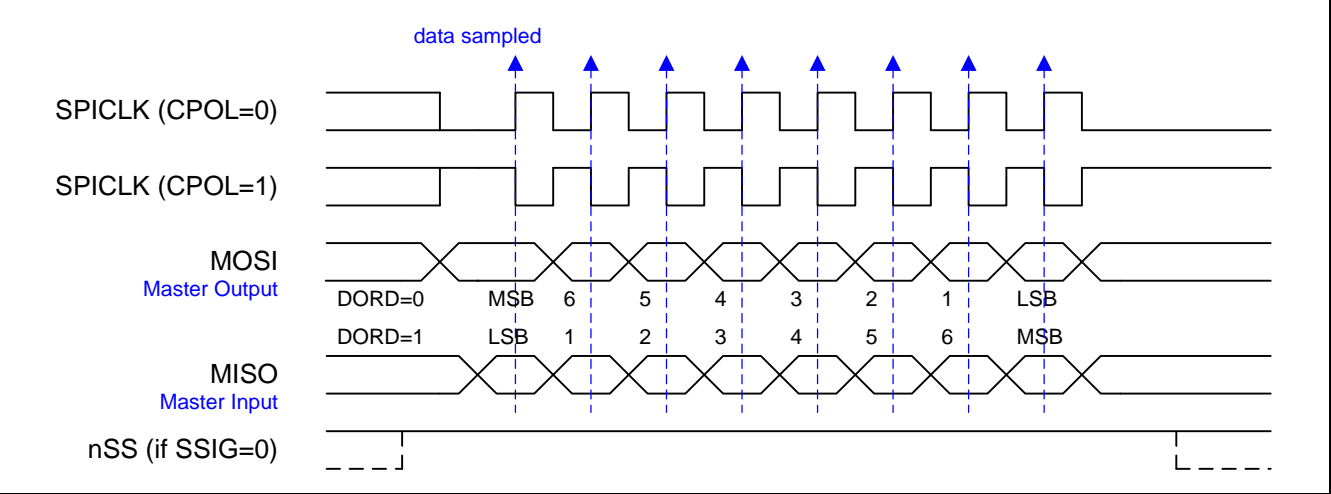 data sampled
SPICLK (CPOL=0)
SPICLK (CPOL=1)
MOSI
Master Output
DORD=0 MSB 6 5 4 3 2 1 LSB
DORD=1 LSB 1 2 3 4 5 6 MSB
MISO
Master Input
nSS (if SSIG=0)